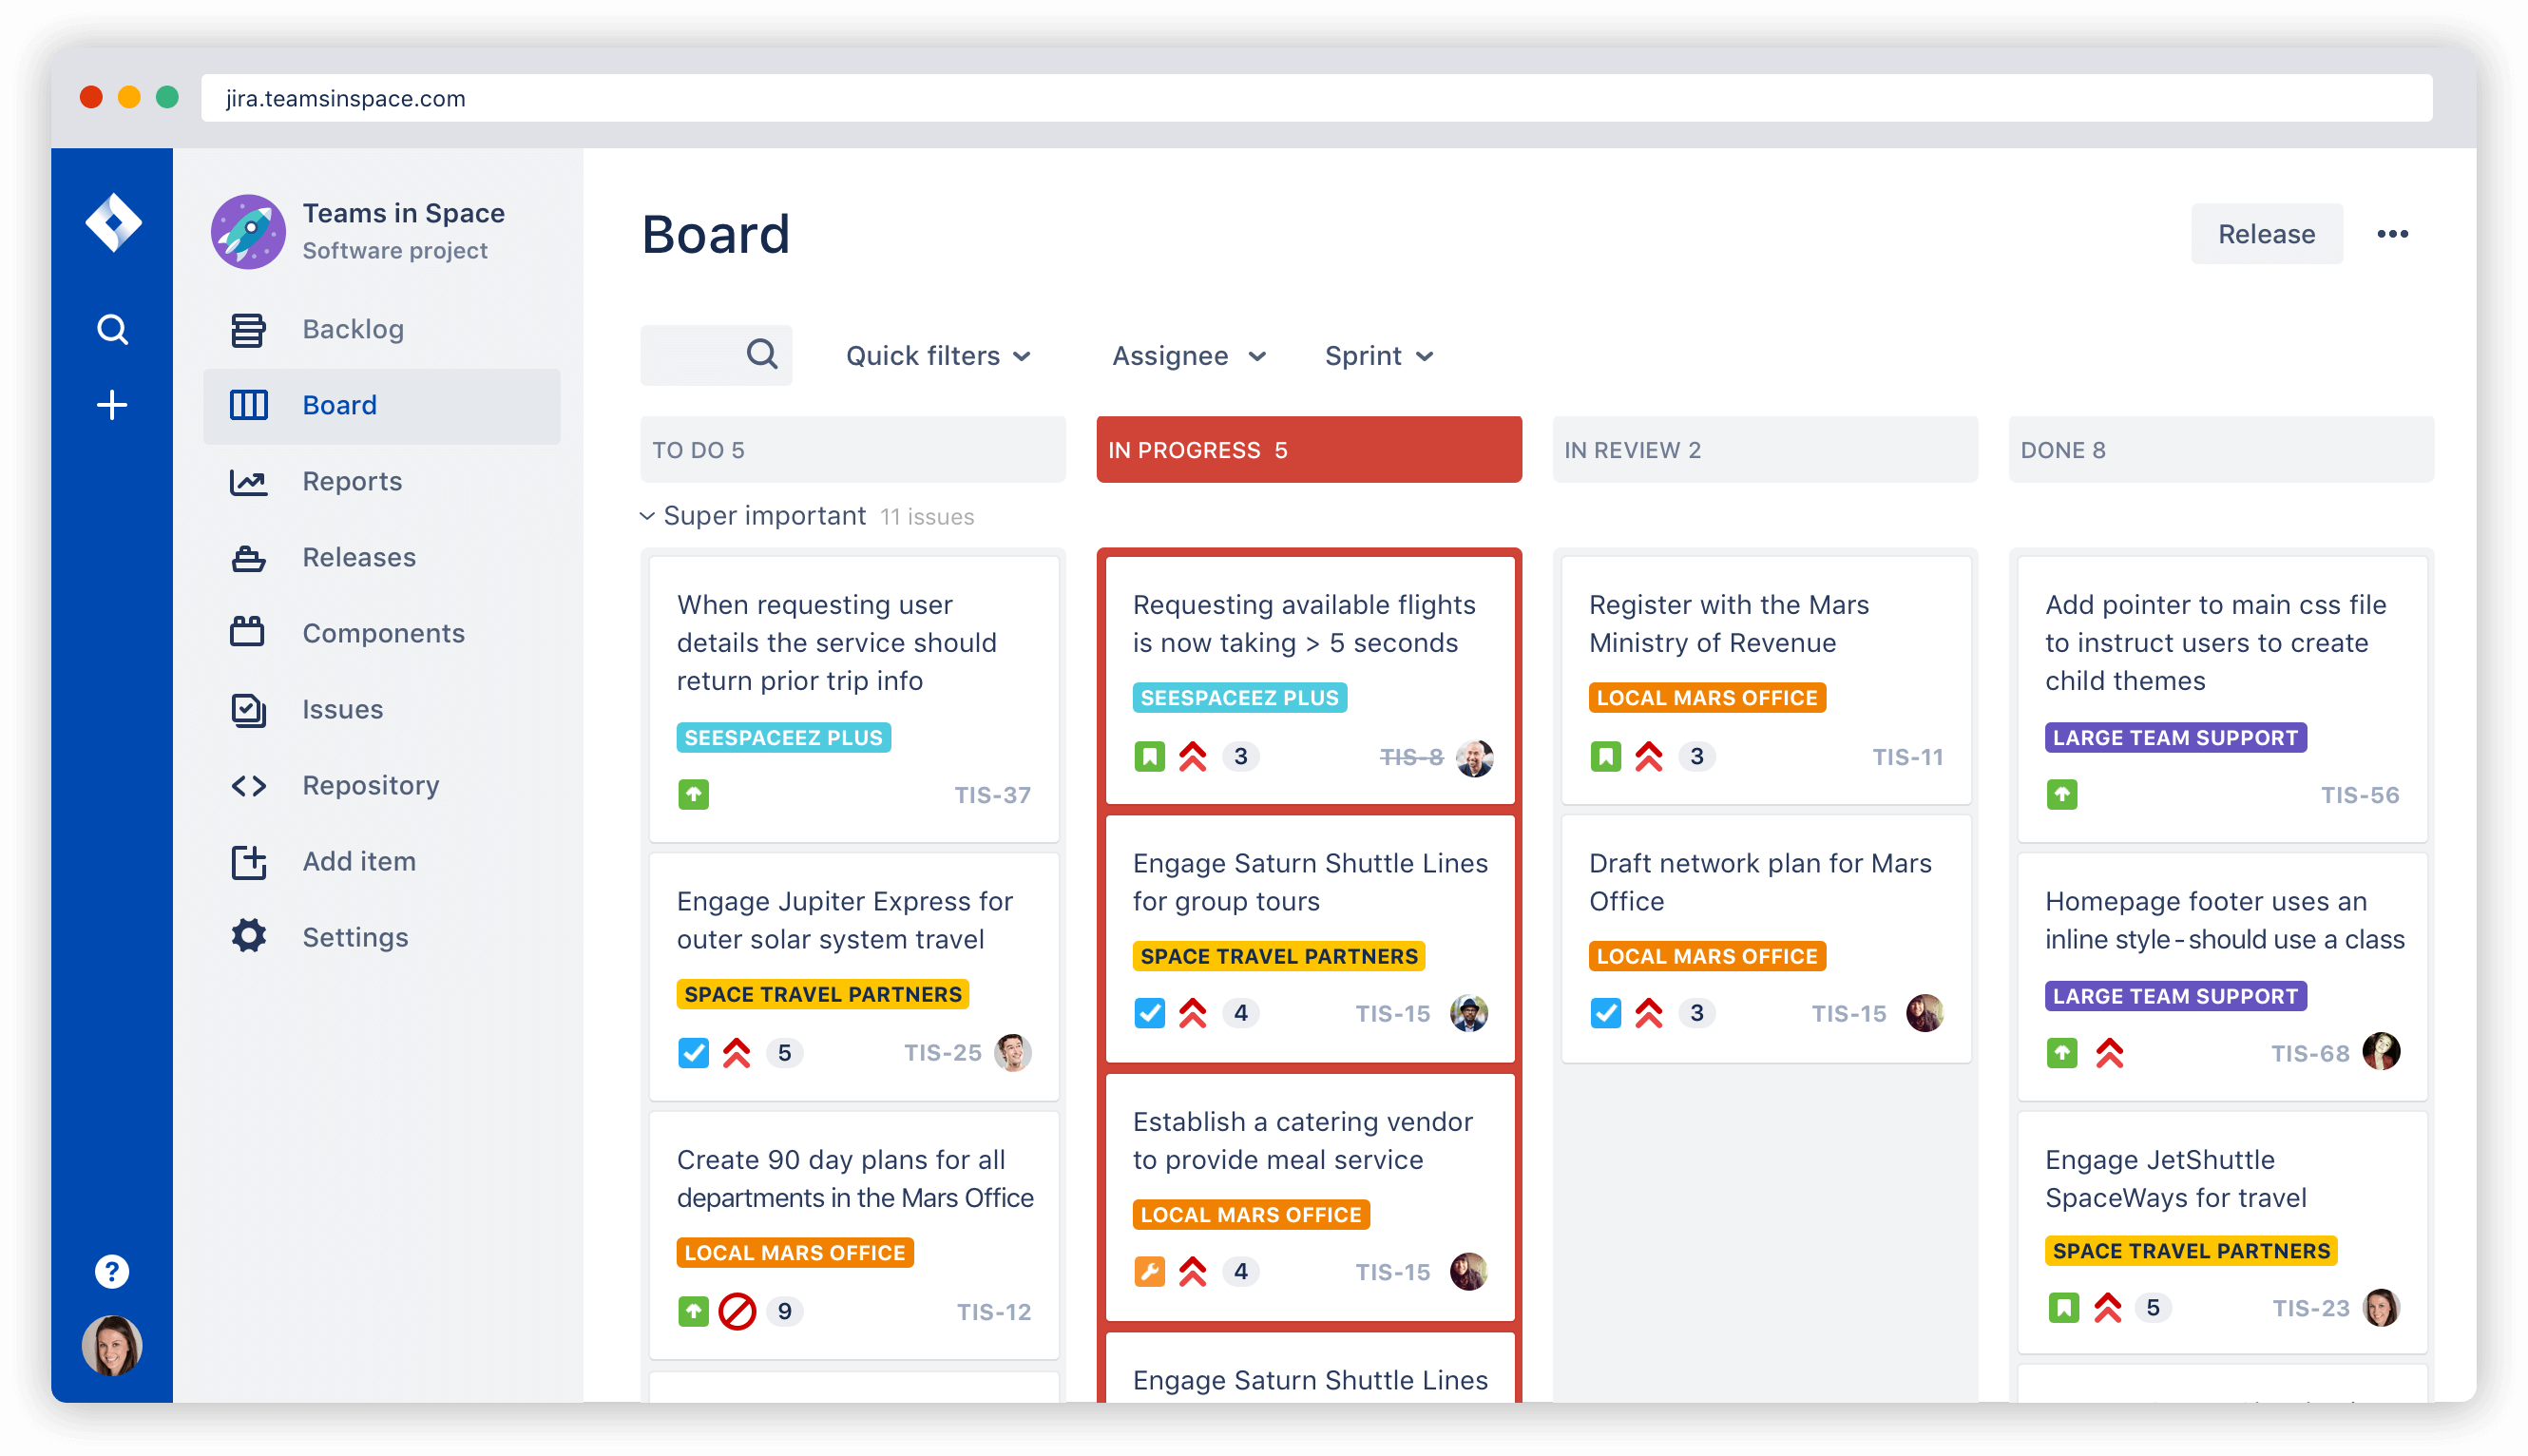 jira.teamsinspace.com
Teams in Space
Software project
Backlog
Board
Reports
Releases
Components
Issues
Repository
Add item
Settings
?
Board
Release
Quick filters
Assignee
Sprint
TO DO 5
IN PROGRESS 5
IN REVIEW 2
DONE 8
Super important 11 issues
When requesting user
details the service should
return prior trip info
SEESPACEEZ PLUS
TIS-37
Engage Jupiter Express for
outer solar system travel
SPACE TRAVEL PARTNERS
5 TIS-25
Create 90 day plans for all
departments in the Mars Office
LOCAL MARS OFFICE
9 TIS-12
Requesting available flights
is now taking > 5 seconds
SEESPACEEZ PLUS
3 TIS-8
Engage Saturn Shuttle Lines
for group tours
SPACE TRAVEL PARTNERS
4 TIS-15
Establish a catering vendor
to provide meal service
LOCAL MARS OFFICE
4 TIS-15
Engage Saturn Shuttle Lines
Register with the Mars
Ministry of Revenue
LOCAL MARS OFFICE
3 TIS-11
Draft network plan for Mars
Office
LOCAL MARS OFFICE
3 TIS-15
Add pointer to main css file
to instruct users to create
child themes
LARGE TEAM SUPPORT
TIS-56
Homepage footer uses an
inline style-should use a class
LARGE TEAM SUPPORT
TIS-68
Engage JetShuttle
SpaceWays for travel
SPACE TRAVEL PARTNERS
5 TIS-23